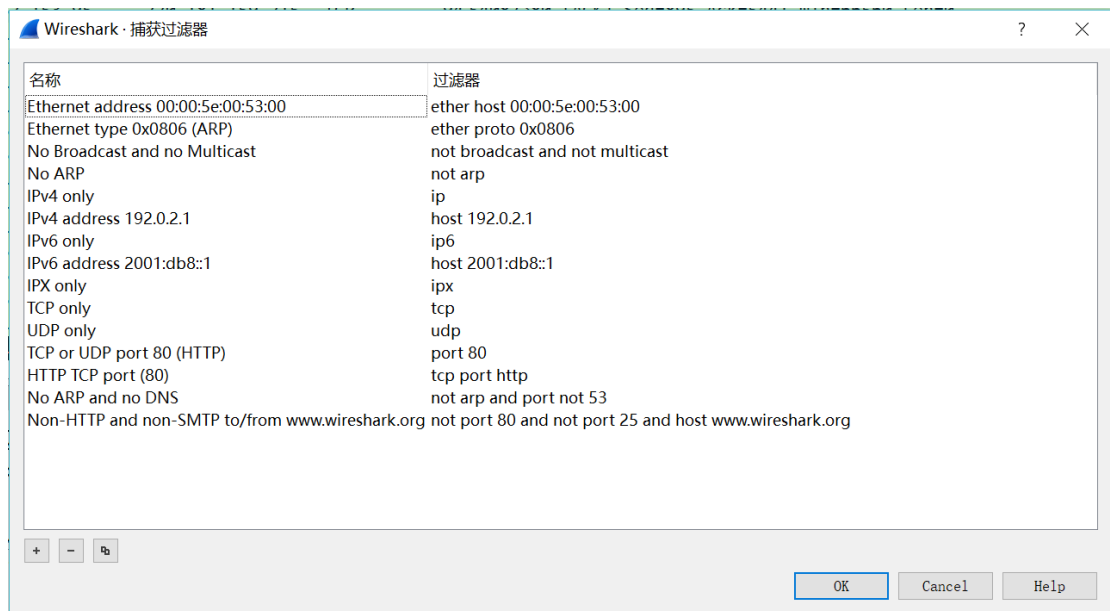 Wireshark · 捕获过滤器 ?
名称 过滤器
Ethernet address 00:00:5e:00:53:00 ether host 00:00:5e:00:53:00
Ethernet type 0x0806 (ARP) ether proto 0x0806
No Broadcast and no Multicast not broadcast and not multicast
No ARP not arp
IPv4 only ip
IPv4 address 192.0.2.1 host 192.0.2.1
IPv6 only ip6
IPv6 address 2001:db8::1 host 2001:db8::1
IPX only ipx
TCP only tcp
UDP only udp
TCP or UDP port 80 (HTTP) port 80
HTTP TCP port (80) tcp port http
No ARP and no DNS not arp and port not 53
Non-HTTP and non-SMTP to/from www.wireshark.org not port 80 and not port 25 and host www.wireshark.org
+ −
OK Cancel Help